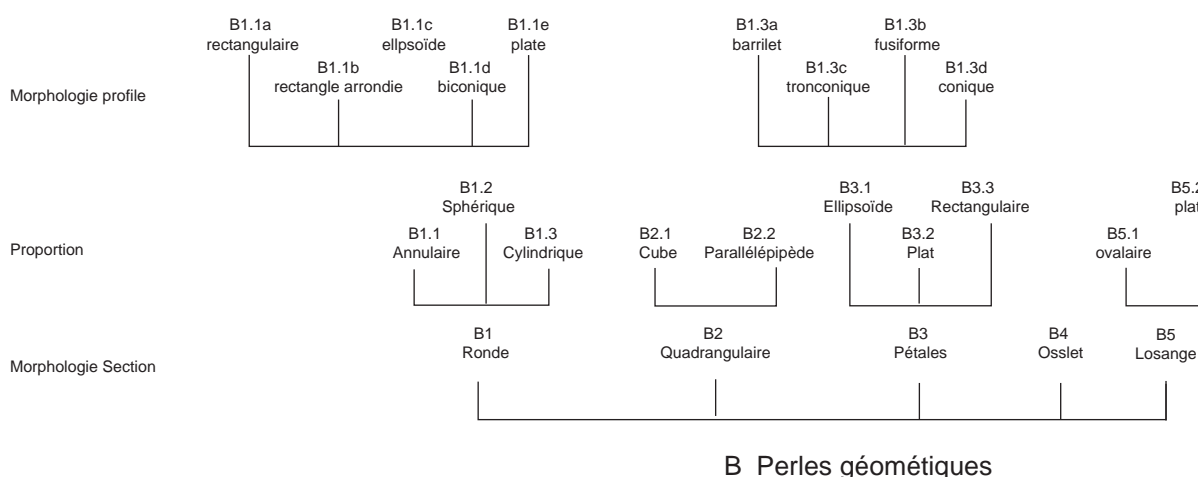 B1.1a B1.1c B1.1e B1.3a B1.3b
rectangulaire ellpsoïde plate barrilet fusiforme
B1.1b B1.1d B1.3c B1.3d
rectangle arrondie biconique tronconique conique
Morphologie profile
B1.2 B3.1 B3.3 B5.2
Sphérique Ellipsoïde Rectangulaire plat
B1.1 B1.3 B2.1 B2.2 B3.2 B5.1
Proportion Annulaire Cylindrique Cube Parallélépipède Plat ovalaire
B1 B2 B3 B4 B5
Ronde Quadrangulaire Pétales Osslet Losange
Morphologie Section
B Perles géométiques